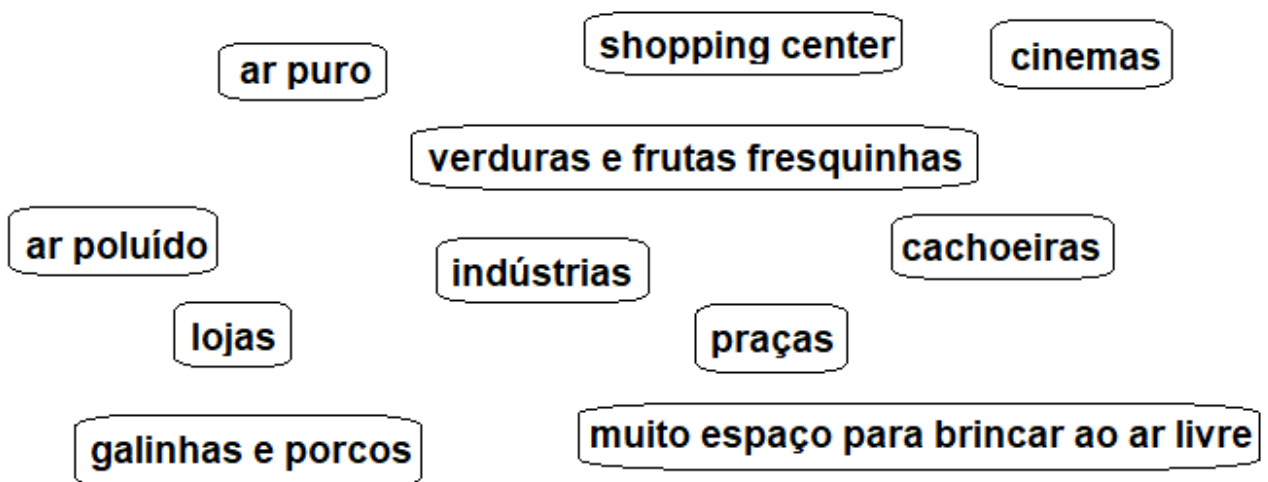 shopping center
cinemas
ar puro
verduras e frutas fresquinhas
ar poluído
indústrias
cachoeiras
lojas
praças
galinhas e porcos
muito espaço para brincar ao ar livre